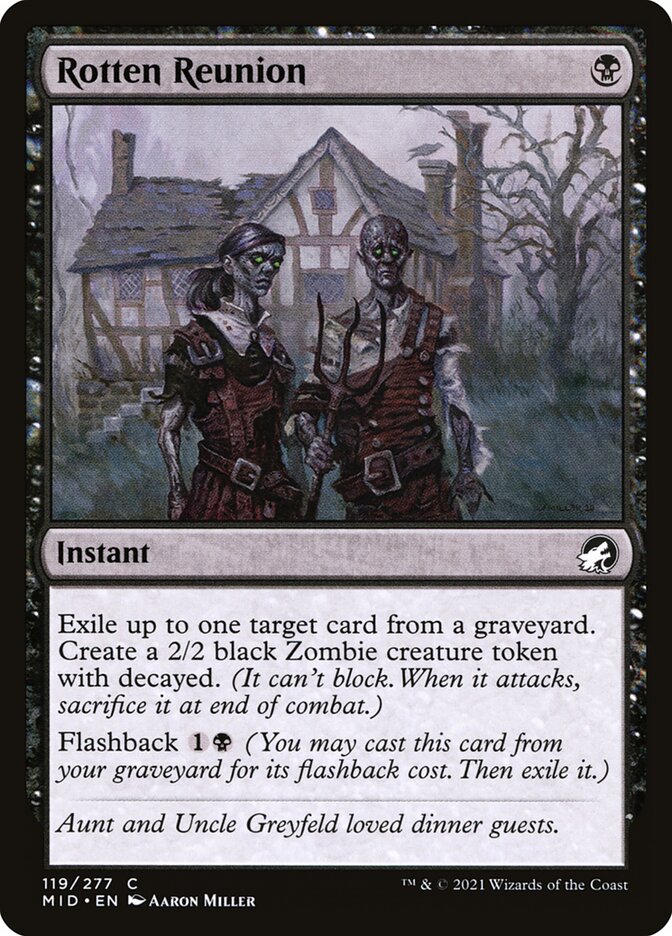 Rotten Reunion
Instant
Exile up to one target card from a graveyard.
Create a 2/2 black Zombie creature token
with decayed. (It can't block. When it attacks,
sacrifice it at end of combat.)
Flashback 1 (You may cast this card from
your graveyard for its flashback cost. Then exile it.)
Aunt and Uncle Greyfeld loved dinner guests.
119/277 C
MID • EN AARON MILLER
™ & © 2021 Wizards of the Coast